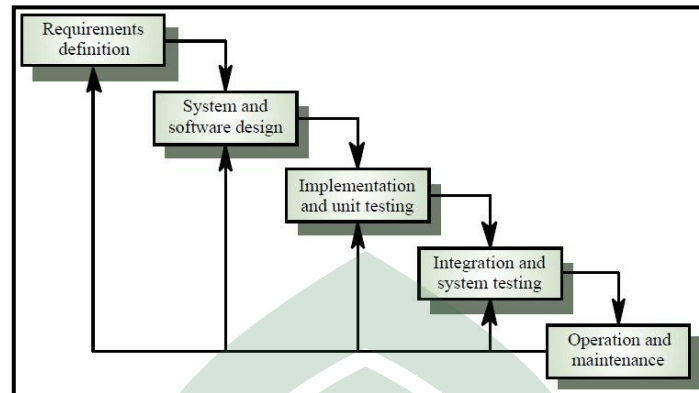 Requirements
definition
System and
software design
Implementation
and unit testing
Integration and
system testing
Operation and
maintenance